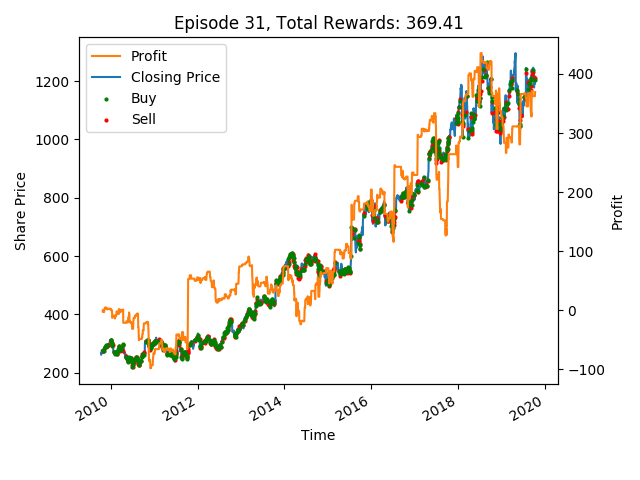 Episode 31, Total Rewards: 369.41
Profit
Closing Price
Buy
Sell
Share Price
1200
1000
800
600
400
200
400
300
200
100
0
−100
Profit
2010
2012
2014
2016
2018
2020
Time